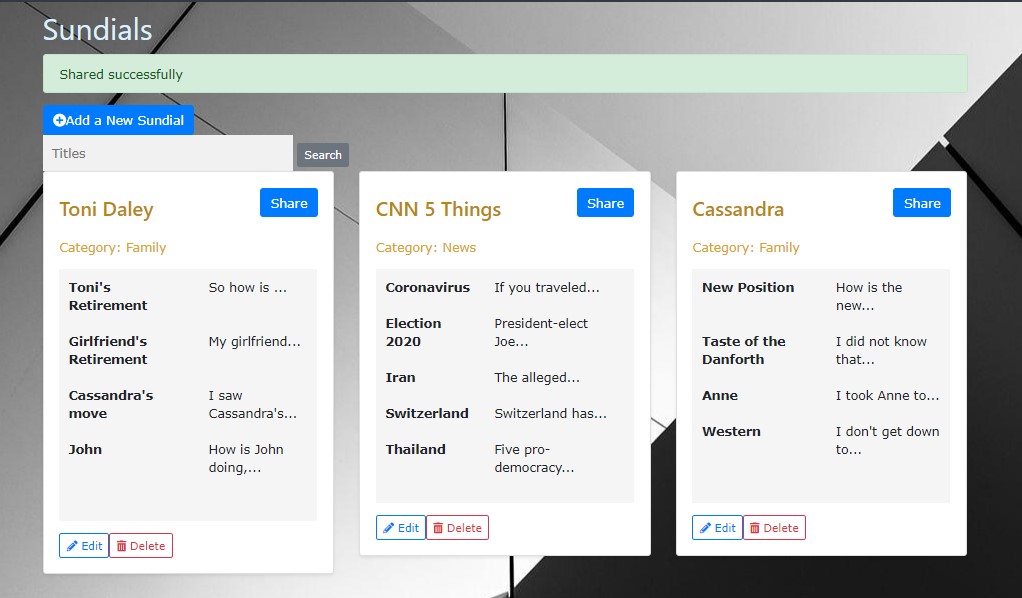 Sundials
Shared successfully
Add a New Sundial
Titles
Search
Toni Daley
Share
Category: Family
Toni's
Retirement
So how is ...
Girlfriend's
Retirement
My girlfriend...
Cassandra's
move
I saw
Cassandra's...
John
How is John
doing,...
Edit
Delete
CNN 5 Things
Share
Category: News
Coronavirus
If you traveled...
Election
2020
President-elect
Joe...
Iran
The alleged...
Switzerland
Switzerland has...
Thailand
Five pro-
democracy...
Edit
Delete
Cassandra
Share
Category: Family
New Position
How is the
new...
Taste of the
Danforth
I did not know
that...
Anne
I took Anne to...
Western
I don't get down
to...
Edit
Delete